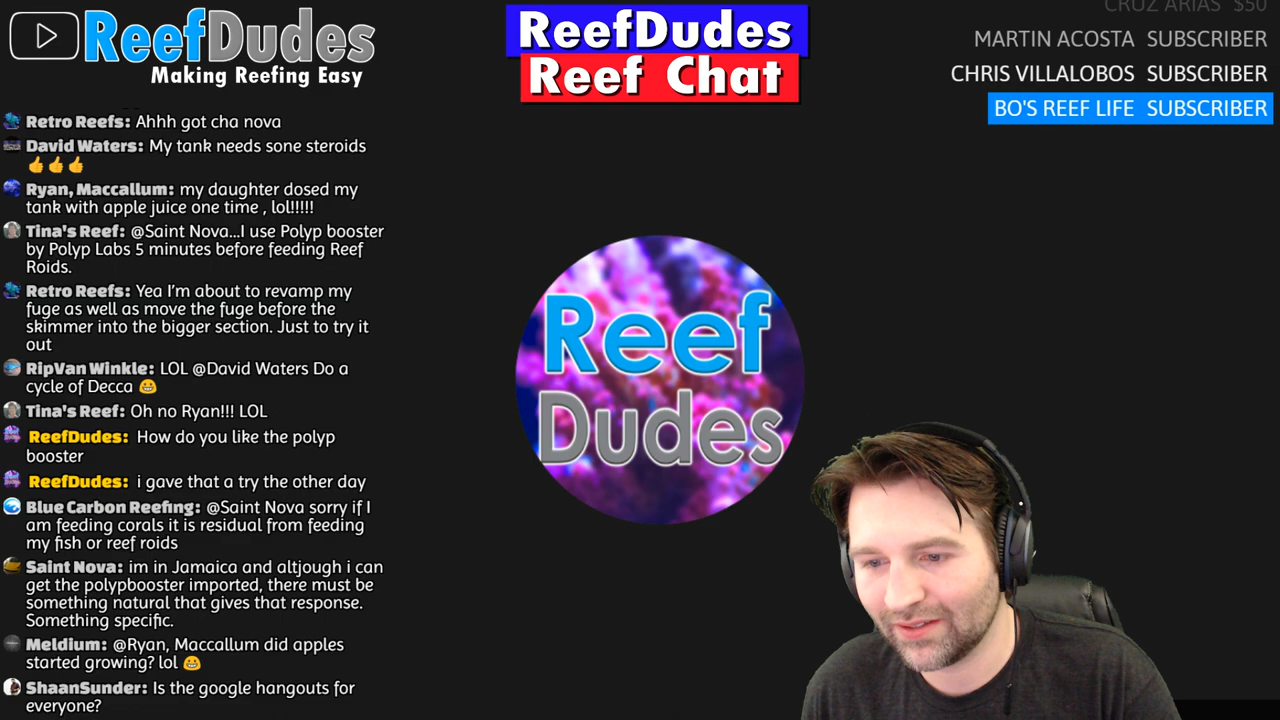 ReefDudes
Making Reefing Easy
ReefDudes
Reef Chat
CRUZ ARIAS $50
MARTIN ACOSTA SUBSCRIBER
CHRIS VILLALOBOS SUBSCRIBER
BO'S REEF LIFE SUBSCRIBER
Retro Reefs: Ahhh got cha nova
David Waters: My tank needs sone steroids
👍👍👍
Ryan, Maccallum: my daughter dosed my
tank with apple juice one time , lol!!!!!
Tina's Reef: @Saint Nova...I use Polyp booster
by Polyp Labs 5 minutes before feeding Reef
Roids.
Retro Reefs: Yea I'm about to revamp my
fuge as well as move the fuge before the
skimmer into the bigger section. Just to try it
out
RipVan Winkle: LOL @David Waters Do a
cycle of Decca 😀
Tina's Reef: Oh no Ryan!!! LOL
ReefDudes: How do you like the polyp
booster
ReefDudes: i gave that a try the other day
Blue Carbon Reefing: @Saint Nova sorry if I
am feeding corals it is residual from feeding
my fish or reef roids
Saint Nova: im in Jamaica and altjough i can
get the polypbooster imported, there must be
something natural that gives that response.
Something specific.
Meldium: @Ryan, Maccallum did apples
started growing? lol 😀
ShaanSunder: Is the google hangouts for
everyone?
Reef
Dudes